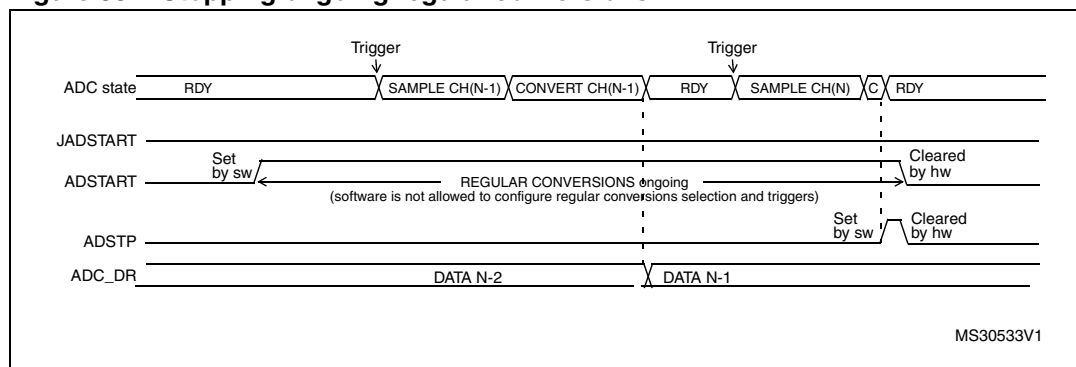 Trigger Trigger
ADC state RDY SAMPLE CH(N-1) CONVERT CH(N-1) RDY SAMPLE CH(N) C RDY
JADSTART
Set by sw Cleared by hw
ADSTART REGULAR CONVERSIONS ongoing
(software is not allowed to configure regular conversions selection and triggers)
Set by sw Cleared by hw
ADSTP
ADC_DR DATA N-2 DATA N-1
MS30533V1